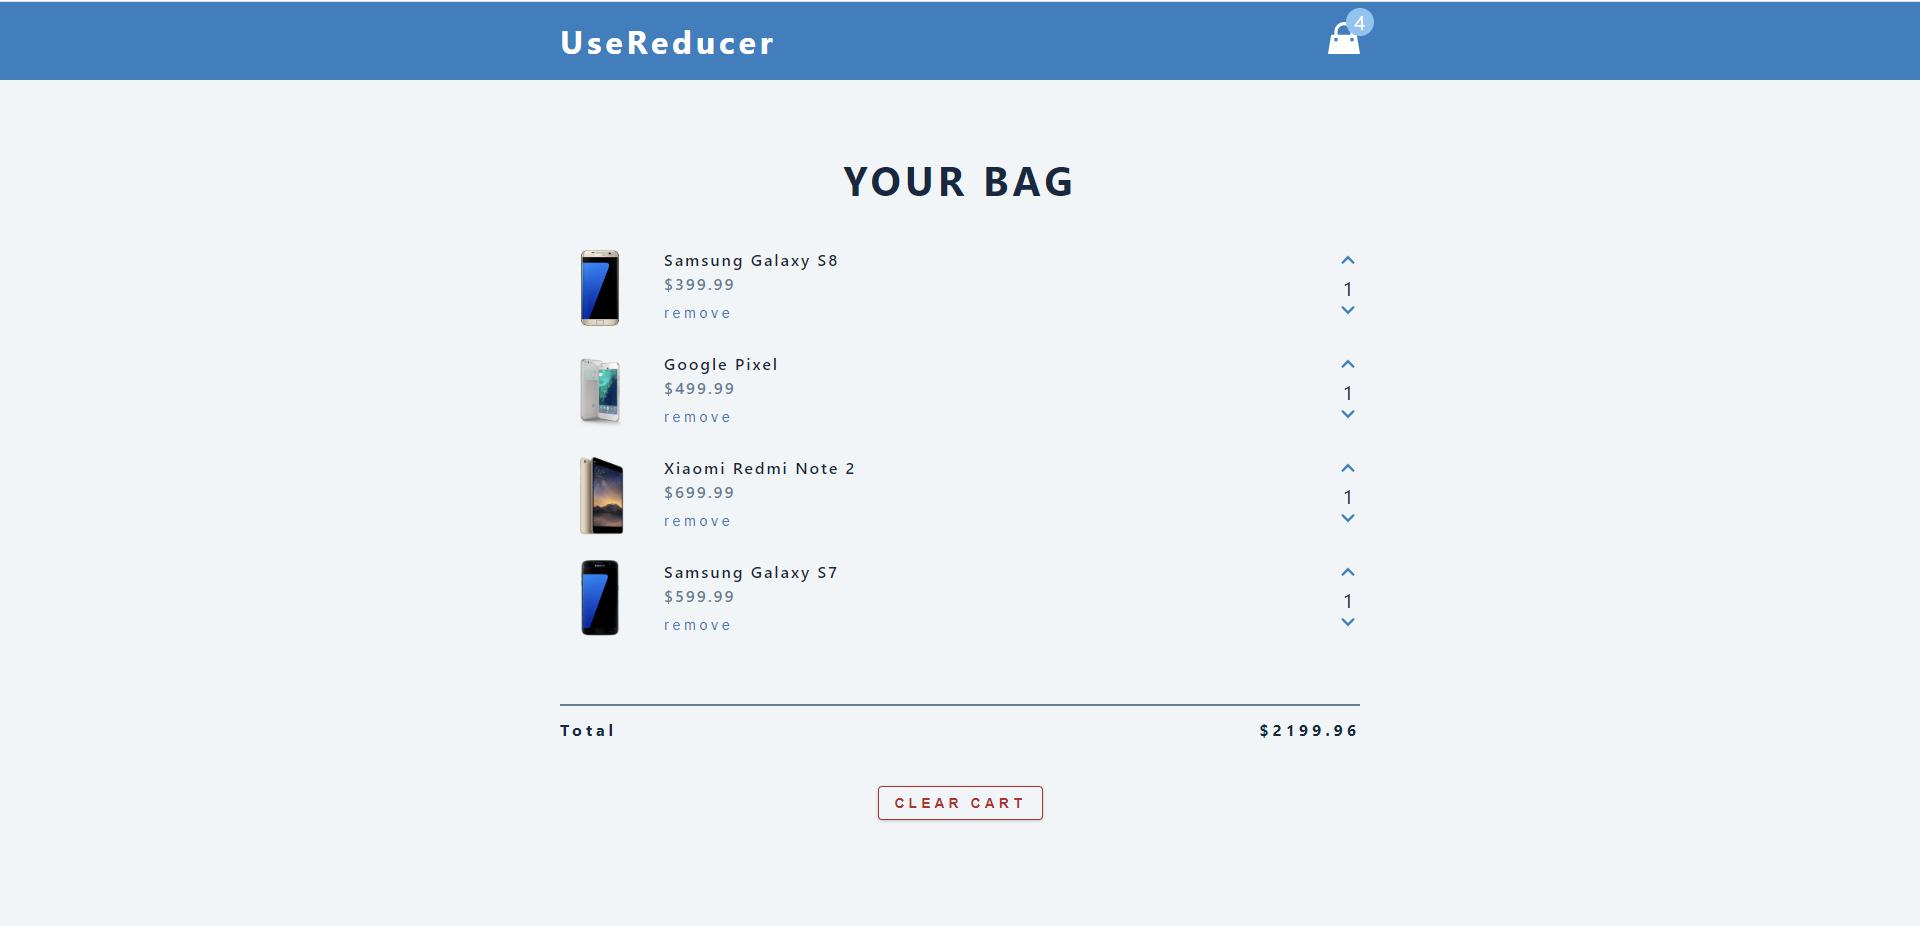 UseReducer
4
YOUR BAG
Samsung Galaxy S8
$399.99
remove
1
Google Pixel
$499.99
remove
1
Xiaomi Redmi Note 2
$699.99
remove
1
Samsung Galaxy S7
$599.99
remove
1
Total
$2199.96
CLEAR CART